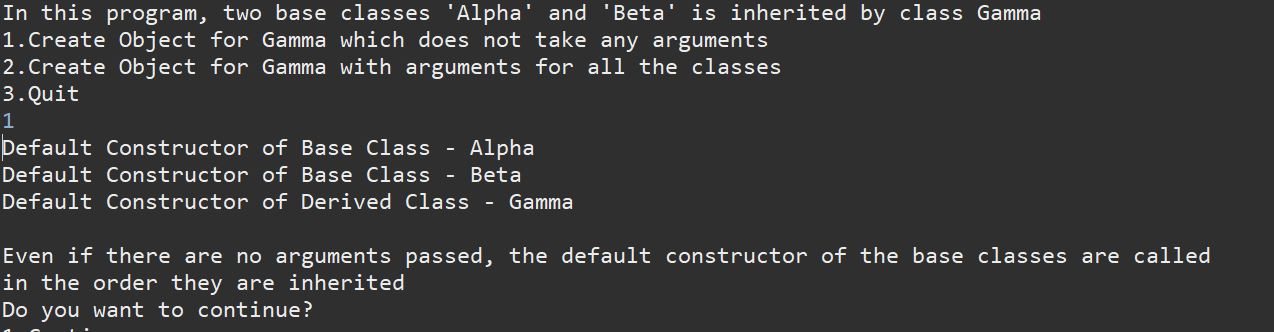 In this program, two base classes 'Alpha' and 'Beta' is inherited by class Gamma
1.Create Object for Gamma which does not take any arguments
2.Create Object for Gamma with arguments for all the classes
3.Quit
1
Default Constructor of Base Class - Alpha
Default Constructor of Base Class - Beta
Default Constructor of Derived Class - Gamma
Even if there are no arguments passed, the default constructor of the base classes are called
in the order they are inherited
Do you want to continue?